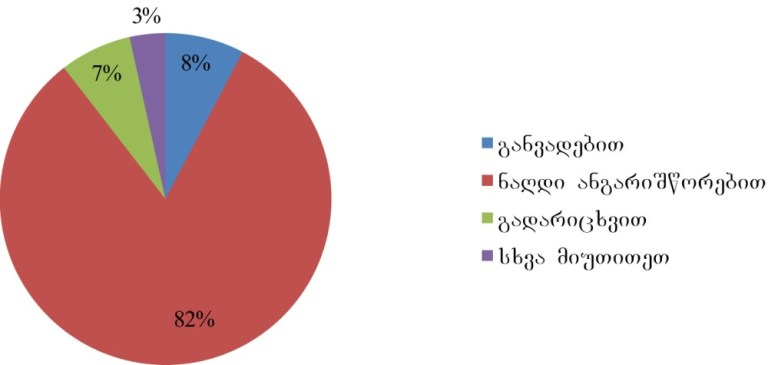 3%
8%
7%
82%
განვადებით
ნაღდი ანგარიშწორებით
გადარიცხვით
სხვა მიუთითეთ